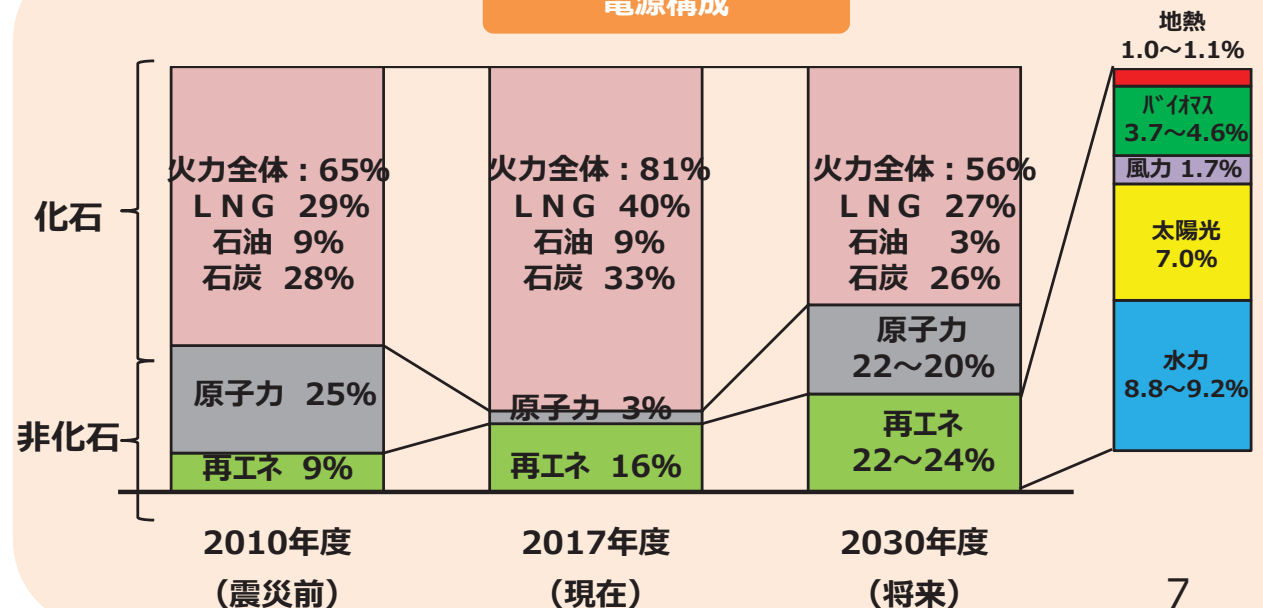 電源構成
化石
非化石
火力全体：65%
ＬＮＧ 29%
石油 9%
石炭 28%
原子力 25%
再エネ 9%
2010年度
（震災前）
火力全体：81%
ＬＮＧ 40%
石油 9%
石炭 33%
原子力 3%
再エネ 16%
2017年度
（現在）
火力全体：56%
ＬＮＧ 27%
石油 3%
石炭 26%
原子力
22～20%
再エネ
22～24%
2030年度
（将来）
地熱
1.0～1.1%
ﾊﾞｲｵﾏｽ
3.7～4.6%
風力 1.7%
太陽光
7.0%
水力
8.8～9.2%
7